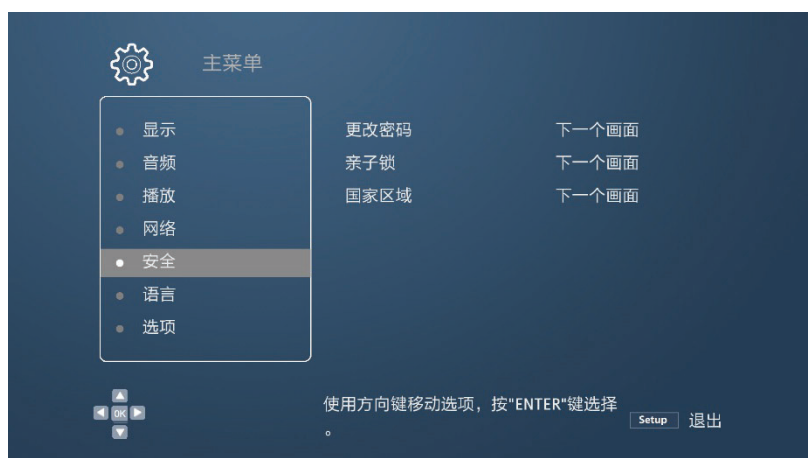 主菜单
显示
音频
播放
网络
安全
语言
选项
更改密码 下一个画面
亲子锁 下一个画面
国家区域 下一个画面
OK
使用方向键移动选项，按"ENTER"键选择
。
Setup 退出